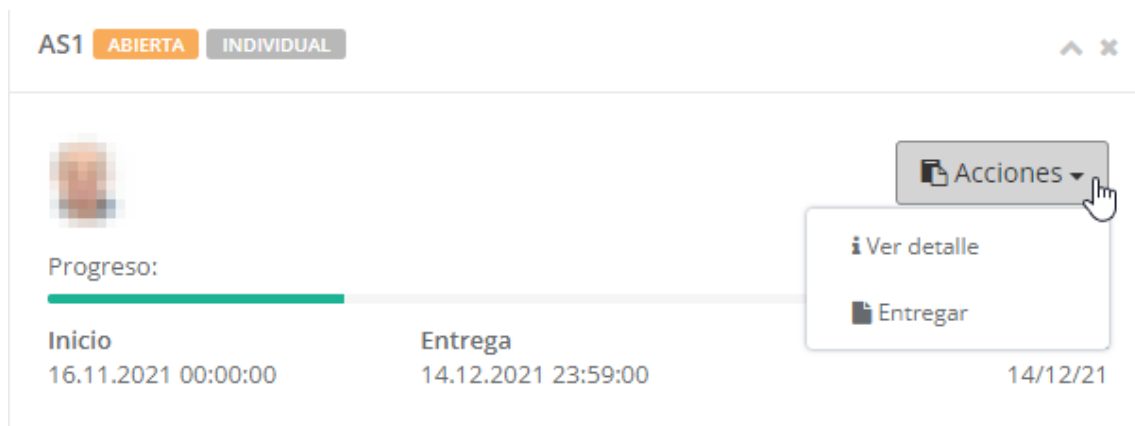 AS1 ABIERTA INDIVIDUAL
Acciones
Ver detalle
Entregar
Progreso:
Inicio
16.11.2021 00:00:00
Entrega
14.12.2021 23:59:00
14/12/21